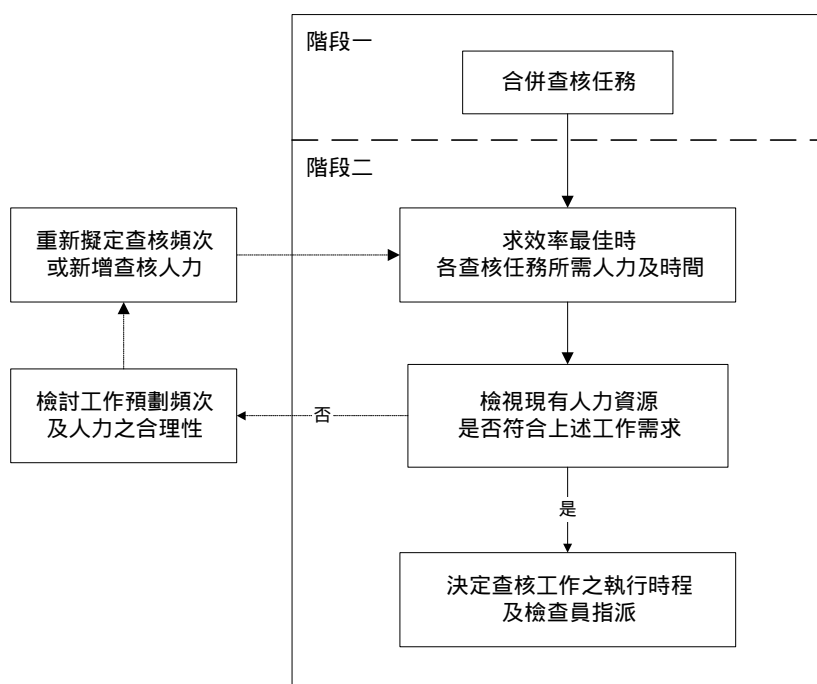 階段一
合併查核任務
階段二
重新擬定查核頻次
或新增查核人力
求效率最佳時
各查核任務所需人力及時間
檢討工作預劃頻次
及人力之合理性
否
檢視現有人力資源
是否符合上述工作需求
是
決定查核工作之執行時程
及檢查員指派